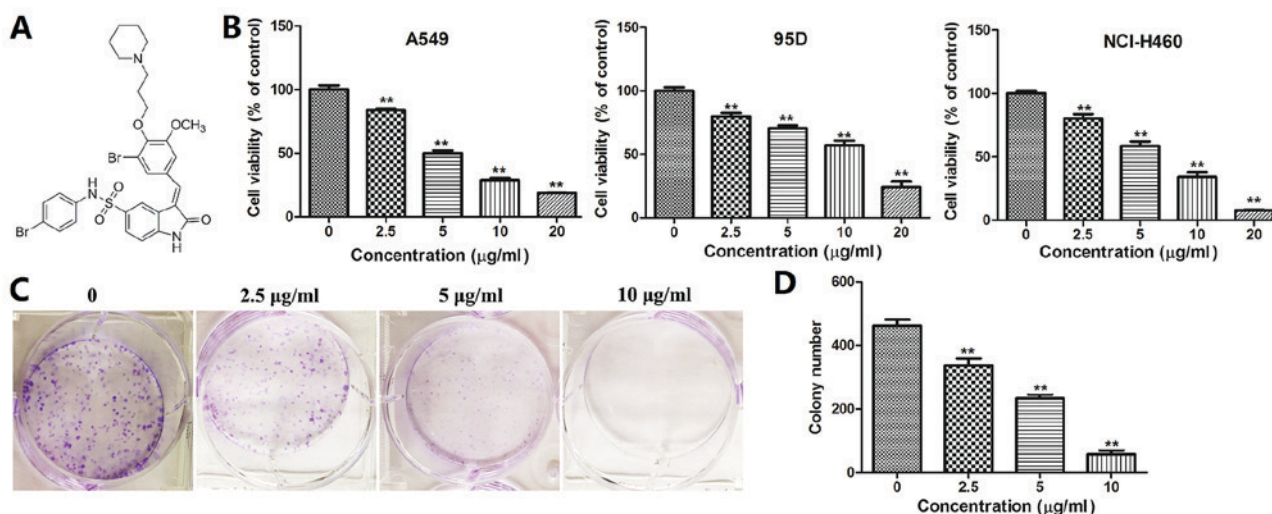 A
N
O
OCH3
Br
H
N
O
S
O
O
N
H
Br
B
A549
Cell viability (% of control)
150
100
50
0
**
**
**
**
0 2.5 5 10 20
Concentration (μg/ml)
95D
Cell viability (% of control)
150
100
50
0
**
**
**
**
0 2.5 5 10 20
Concentration (μg/ml)
NCI-H460
Cell viability (% of control)
150
100
50
0
**
**
**
**
0 2.5 5 10 20
Concentration (μg/ml)
C
0 2.5 μg/ml 5 μg/ml 10 μg/ml
D
Colony number
600
400
200
0
**
**
**
0 2.5 5 10
Concentration (μg/ml)